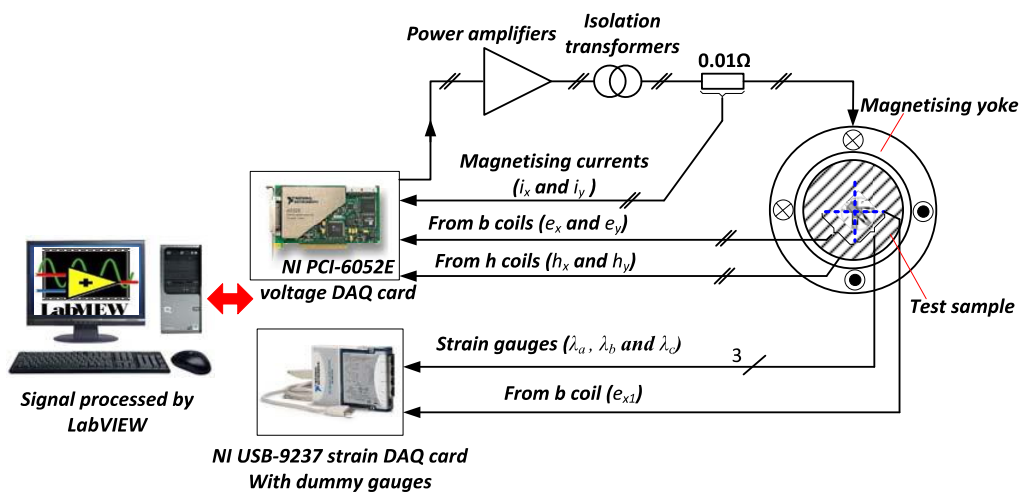 Power amplifiers
Isolation
transformers
0.01Ω
Magnetising yoke
Magnetising currents
(ix and iy )
From b coils (ex and ey)
From h coils (hx and hy)
NI PCI-6052E
voltage DAQ card
Test sample
LabVIEW
Strain gauges (λa , λb and λc)
3
From b coil (ex1)
Signal processed by
LabVIEW
NI USB-9237 strain DAQ card
With dummy gauges